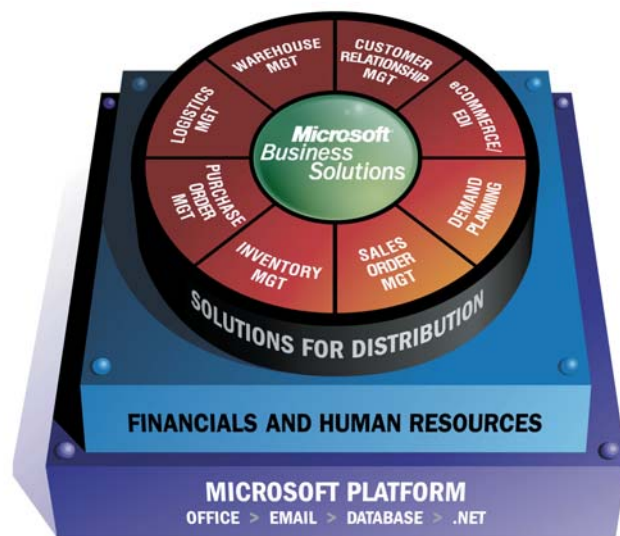 WAREHOUSE
MGT
CUSTOMER
RELATIONSHIP
MGT
eCOMMERCE/
EDI
DEMAND
PLANNING
SALES
ORDER
MGT
INVENTORY
MGT
PURCHASE
ORDER
MGT
LOGISTICS
MGT
Microsoft
Business
Solutions
SOLUTIONS FOR DISTRIBUTION
FINANCIALS AND HUMAN RESOURCES
MICROSOFT PLATFORM
OFFICE > EMAIL > DATABASE > .NET